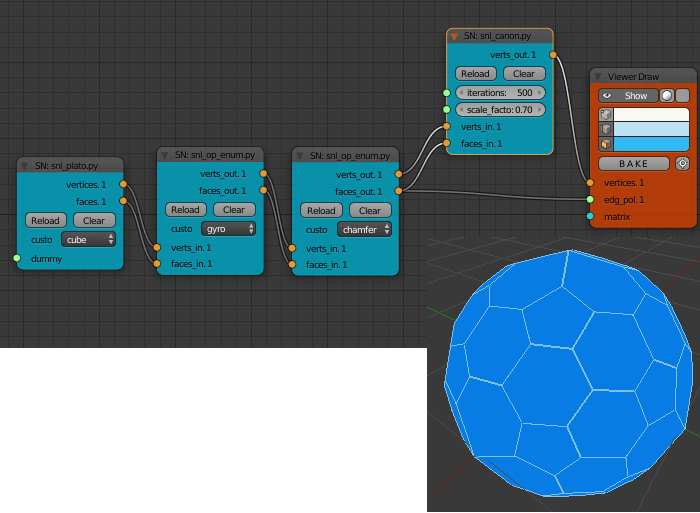 SN: snl_plato.py
vertices. 1
faces. 1
Reload Clear
custo cube
dummy
SN: snl_op_enum.py
verts_out. 1
faces_out. 1
Reload Clear
custo gyro
verts_in. 1
faces_in. 1
SN: snl_op_enum.py
verts_out. 1
faces_out. 1
Reload Clear
custo chamfer
verts_in. 1
faces_in. 1
SN: snl_canon.py
verts_out. 1
Reload Clear
iterations: 500
scale_facto: 0.70
verts_in. 1
faces_in. 1
Viewer Draw
Show
BAKE
vertices. 1
edg_pol. 1
matrix